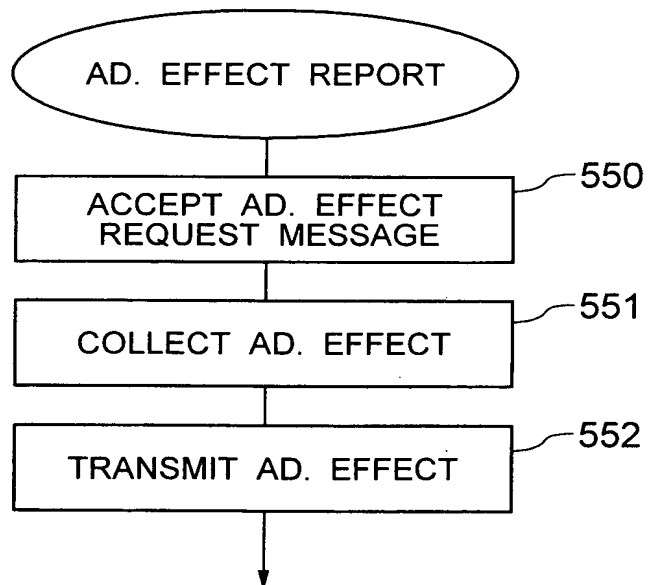 AD. EFFECT REPORT
550
ACCEPT AD. EFFECT
REQUEST MESSAGE
551
COLLECT AD. EFFECT
552
TRANSMIT AD. EFFECT